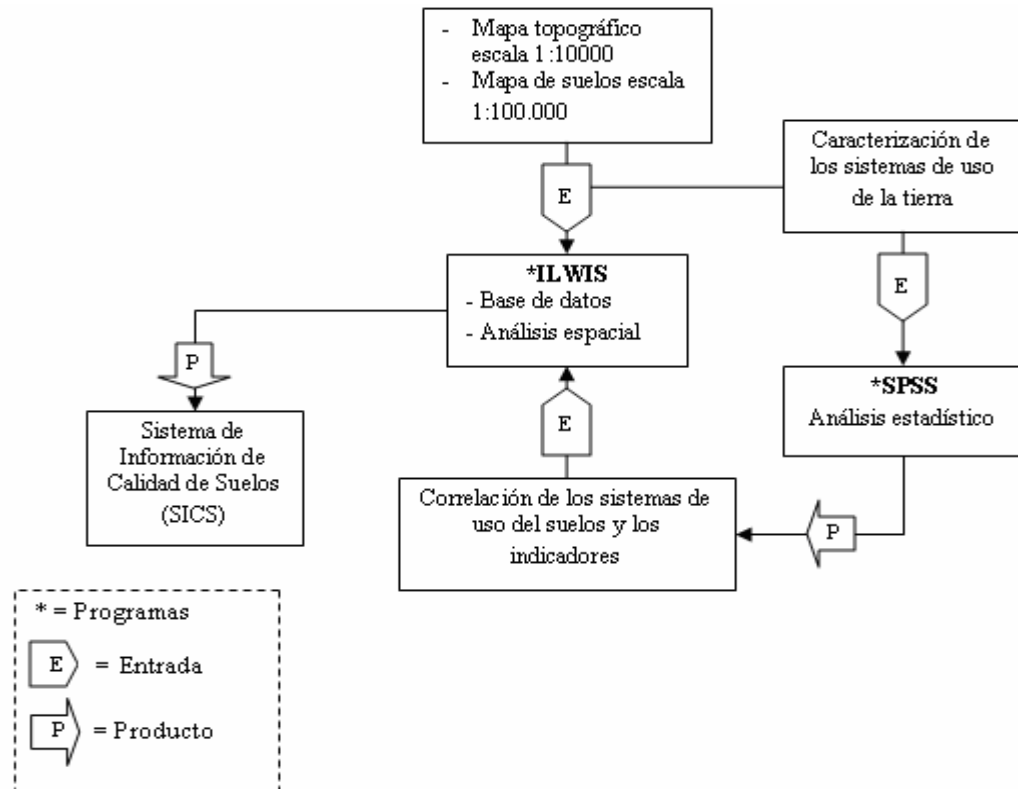 - Mapa topográfico
escala 1:10000
- Mapa de suelos escala
1:100.000
Caracterización de
los sistemas de uso
de la tierra
E
E
*ILWIS
- Base de datos
- Análisis espacial
P
*SPSS
Análisis estadístico
Sistema de
Información de
Calidad de Suelos
(SICS)
E
Correlación de los sistemas de
uso del suelos y los
indicadores
P
* = Programas
E = Entrada
P = Producto